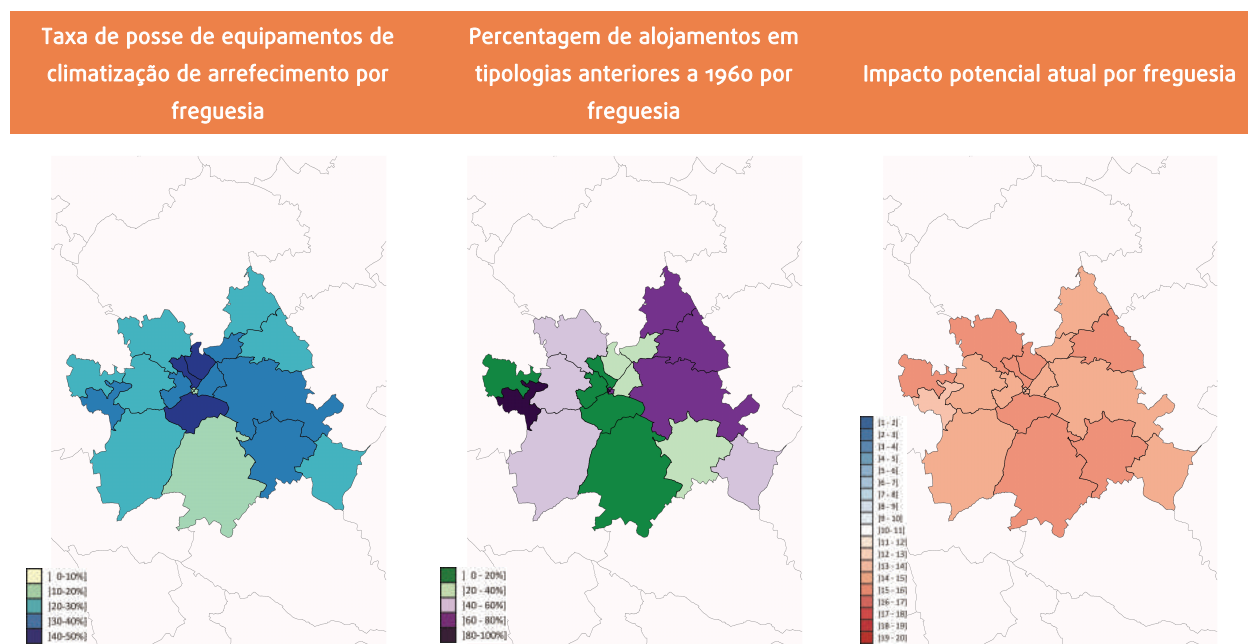 Taxa de posse de equipamentos de
climatização de arrefecimento por
freguesia
Percentagem de alojamentos em
tipologias anteriores a 1960 por
freguesia
Impacto potencial atual por freguesia
] 0-10%]
]10-20%]
]20-30%]
]30-40%]
]40-50%]
] 0 - 20%]
]20 - 40%]
]40 - 60%]
]60 - 80%]
]80-100%]
]1 - 2]
]2 - 3]
]3 - 4]
]4 - 5]
]5 - 6]
]6 - 7]
]7 - 8]
]8 - 9]
]9 - 10]
]10 - 11]
]11 - 12]
]12 - 13]
]13 - 14]
]14 - 15]
]15 - 16]
]16 - 17]
]17 - 18]
]18 - 19]
]19 - 20]